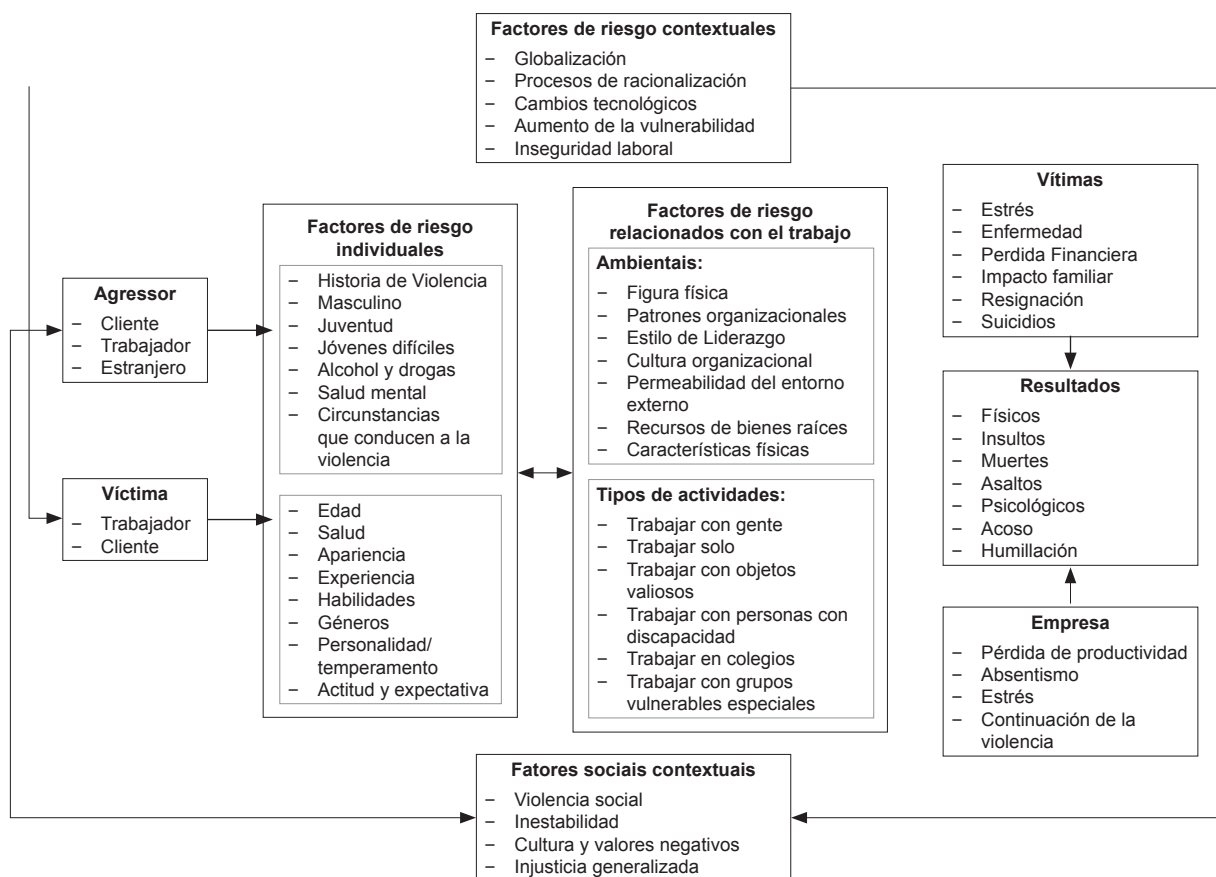 Factores de riesgo contextuales
– Globalización
– Procesos de racionalización
– Cambios tecnológicos
– Aumento de la vulnerabilidad
– Inseguridad laboral
Agressor
– Cliente
– Trabajador
– Estranjero
Víctima
– Trabajador
– Cliente
Factores de riesgo
individuales
– Historia de Violencia
– Masculino
– Juventud
– Jóvenes difíciles
– Alcohol y drogas
– Salud mental
– Circunstancias
que conducen a la
violencia
– Edad
– Salud
– Apariencia
– Experiencia
– Habilidades
– Géneros
– Personalidad/
temperamento
– Actitud y expectativa
Factores de riesgo
relacionados con el trabajo
Ambientais:
– Figura física
– Patrones organizacionales
– Estilo de Liderazgo
– Cultura organizacional
– Permeabilidad del entorno
externo
– Recursos de bienes raíces
– Características físicas
Tipos de actividades:
– Trabajar con gente
– Trabajar solo
– Trabajar con objetos
valiosos
– Trabajar con personas con
discapacidad
– Trabajar en colegios
– Trabajar con grupos
vulnerables especiales
Vítimas
– Estrés
– Enfermedad
– Perdida Financiera
– Impacto familiar
– Resignación
– Suicidios
Resultados
– Físicos
– Insultos
– Muertes
– Asaltos
– Psicológicos
– Acoso
– Humillación
Empresa
– Pérdida de productividad
– Absentismo
– Estrés
– Continuación de la
violencia
Fatores sociais contextuais
– Violencia social
– Inestabilidad
– Cultura y valores negativos
– Injusticia generalizada